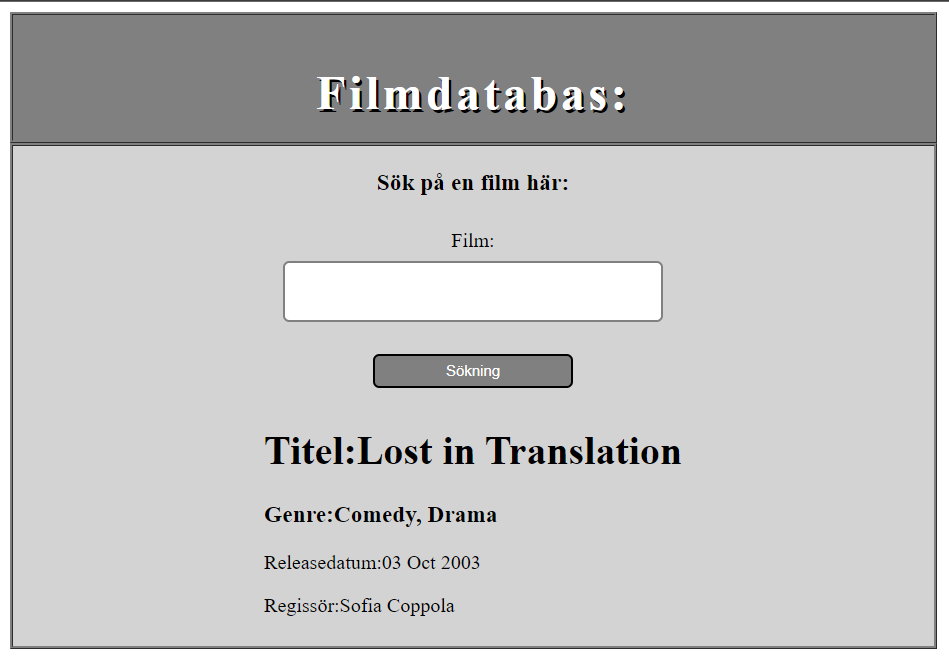 Filmdatabas:
Sök på en film här:
Film:
Sökning
Titel:Lost in Translation
Genre:Comedy, Drama
Releasedatum:03 Oct 2003
Regissör:Sofia Coppola